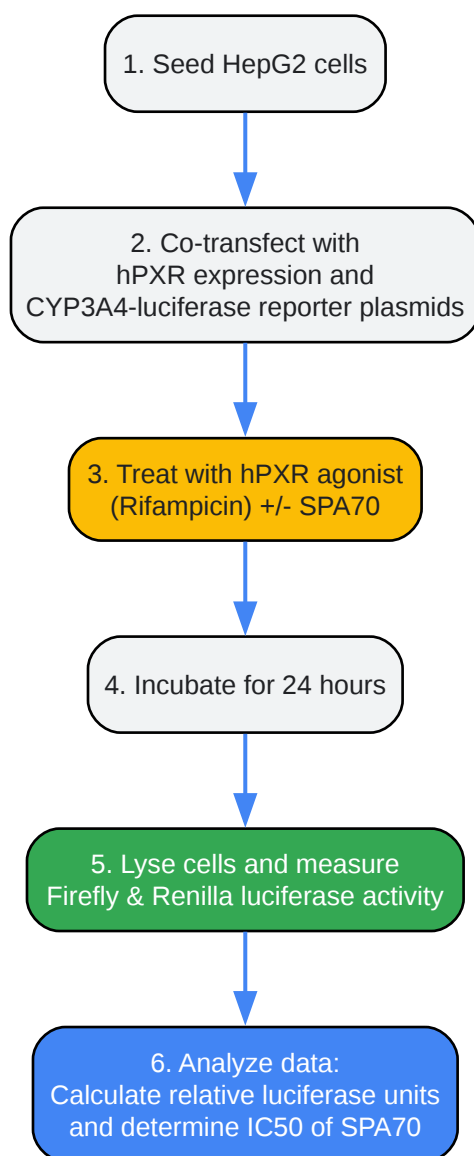 1. Seed HepG2 cells
2. Co-transfect with
hPXR expression and
CYP3A4-luciferase reporter plasmids
3. Treat with hPXR agonist
(Rifampicin) +/- SPA70
4. Incubate for 24 hours
5. Lyse cells and measure
Firefly & Renilla luciferase activity
6. Analyze data:
Calculate relative luciferase units
and determine IC50 of SPA70